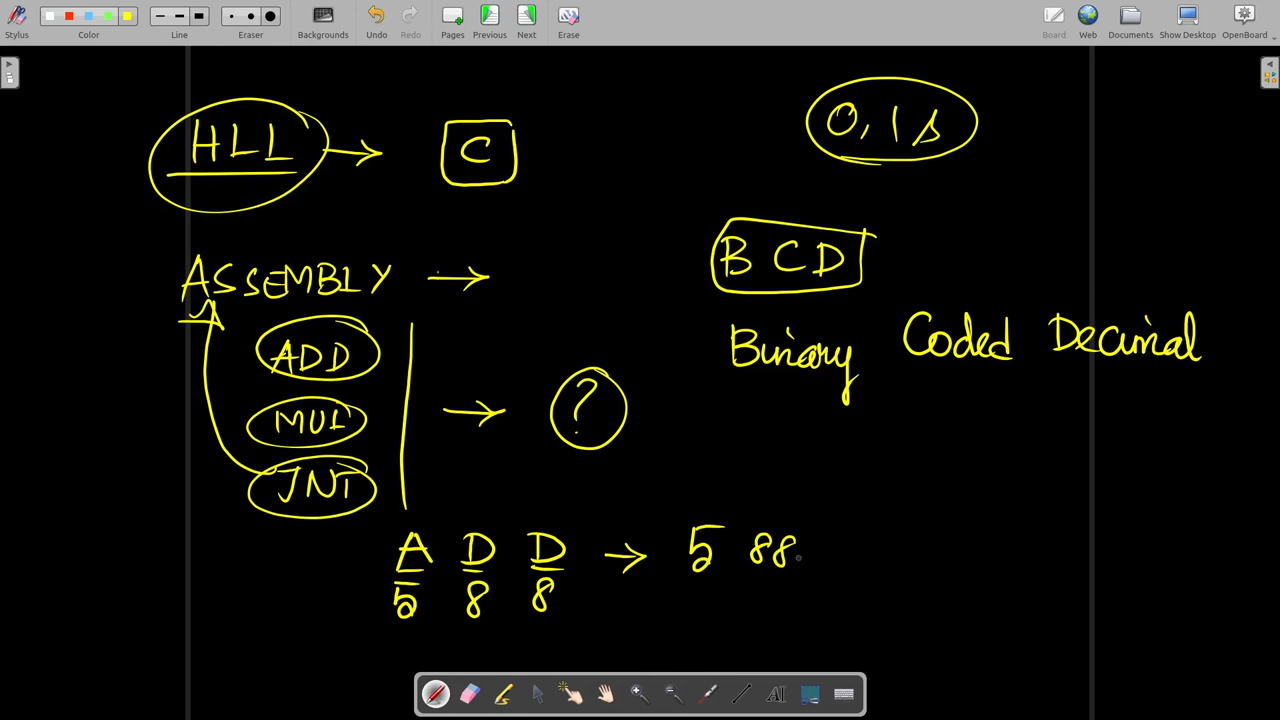 Stylus Color Line Eraser Backgrounds Undo Redo Pages Previous Next Erase Board Web Documents Show Desktop OpenBoard
HLL → C
0, 1s
ASSEMBLY →
BCD
Binary Coded Decimal
ADD
MUL → ?
INT
A D D → 5 88
5 8 8